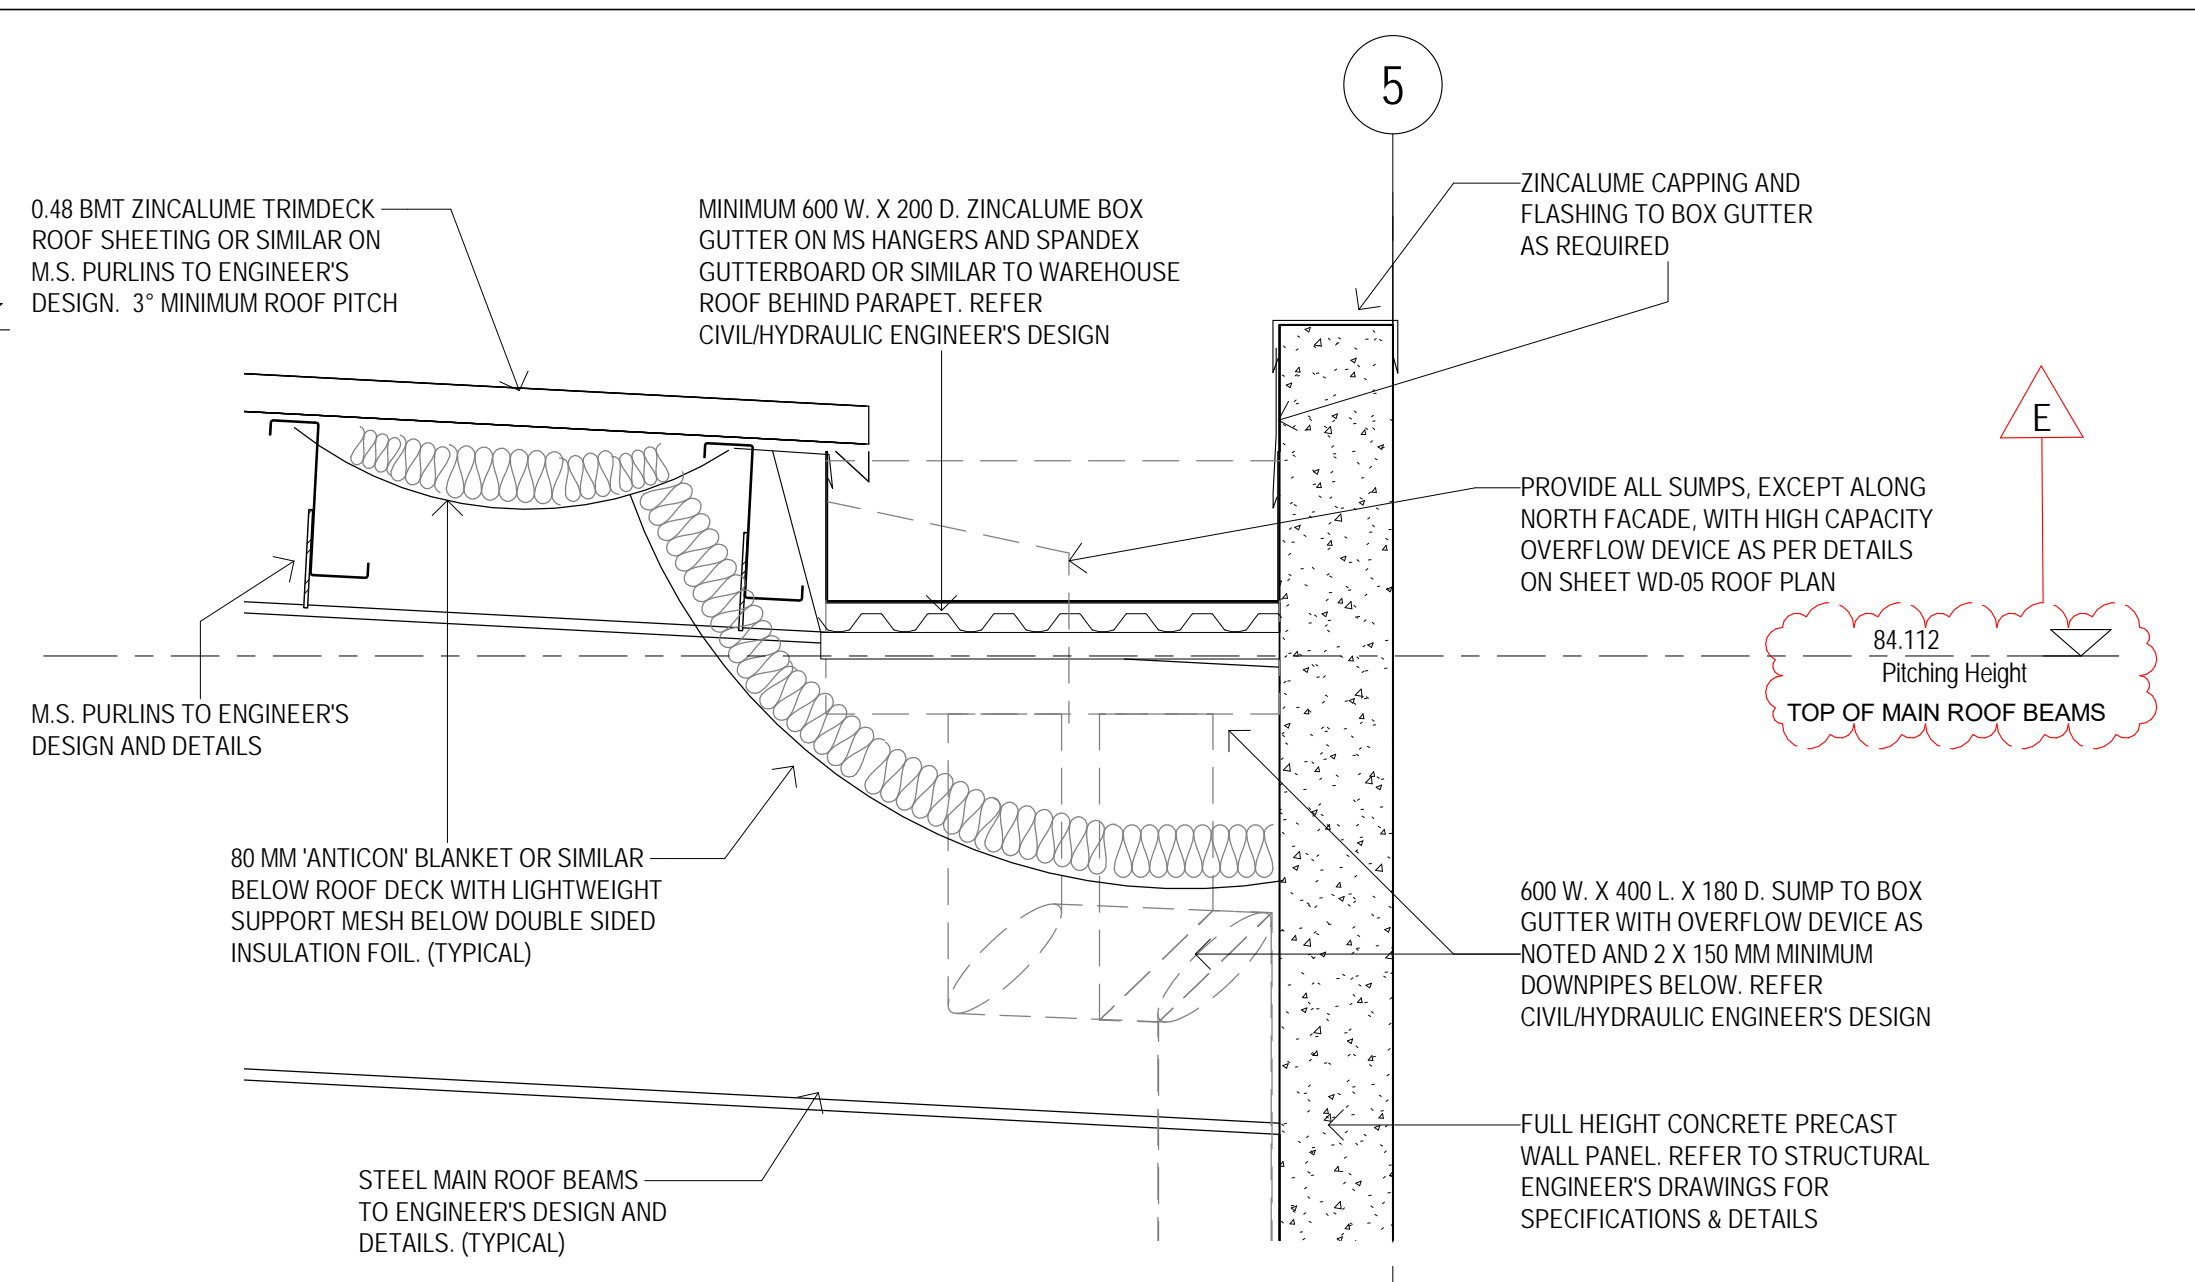 5
0.48 BMT ZINCALUME TRIMDECK
ROOF SHEETING OR SIMILAR ON
M.S. PURLINS TO ENGINEER'S
DESIGN. 3° MINIMUM ROOF PITCH
MINIMUM 600 W. X 200 D. ZINCALUME BOX
GUTTER ON MS HANGERS AND SPANDEX
GUTTERBOARD OR SIMILAR TO WAREHOUSE
ROOF BEHIND PARAPET. REFER
CIVIL/HYDRAULIC ENGINEER'S DESIGN
ZINCALUME CAPPING AND
FLASHING TO BOX GUTTER
AS REQUIRED
E
PROVIDE ALL SUMPS, EXCEPT ALONG
NORTH FACADE, WITH HIGH CAPACITY
OVERFLOW DEVICE AS PER DETAILS
ON SHEET WD-05 ROOF PLAN
84.112
Pitching Height
TOP OF MAIN ROOF BEAMS
M.S. PURLINS TO ENGINEER'S
DESIGN AND DETAILS
80 MM 'ANTICON' BLANKET OR SIMILAR
BELOW ROOF DECK WITH LIGHTWEIGHT
SUPPORT MESH BELOW DOUBLE SIDED
INSULATION FOIL. (TYPICAL)
600 W. X 400 L. X 180 D. SUMP TO BOX
GUTTER WITH OVERFLOW DEVICE AS
NOTED AND 2 X 150 MM MINIMUM
DOWNPIPES BELOW. REFER
CIVIL/HYDRAULIC ENGINEER'S DESIGN
STEEL MAIN ROOF BEAMS
TO ENGINEER'S DESIGN AND
DETAILS. (TYPICAL)
FULL HEIGHT CONCRETE PRECAST
WALL PANEL. REFER TO STRUCTURAL
ENGINEER'S DRAWINGS FOR
SPECIFICATIONS & DETAILS